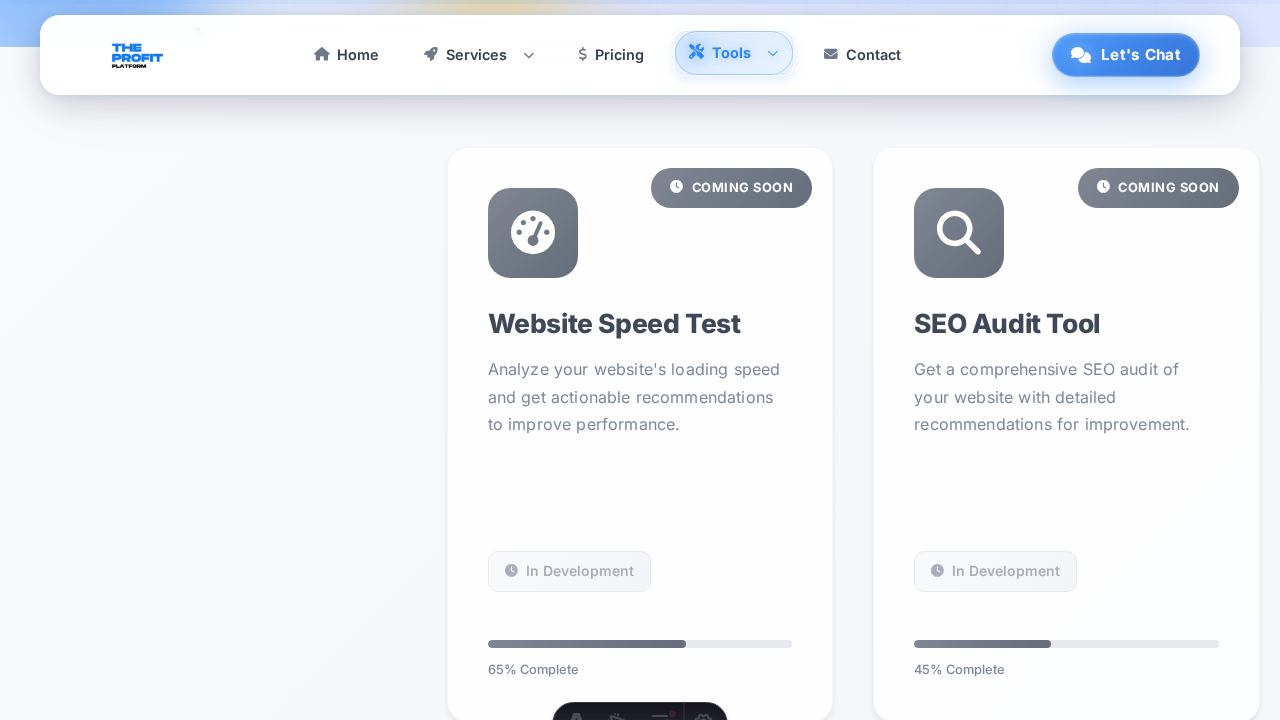 THE
PROFIT
PLATFORM
Home
Services
Pricing
Tools
Contact
Let's Chat
COMING SOON
Website Speed Test
Analyze your website's loading speed
and get actionable recommendations
to improve performance.
In Development
65% Complete
COMING SOON
SEO Audit Tool
Get a comprehensive SEO audit of
your website with detailed
recommendations for improvement.
In Development
45% Complete